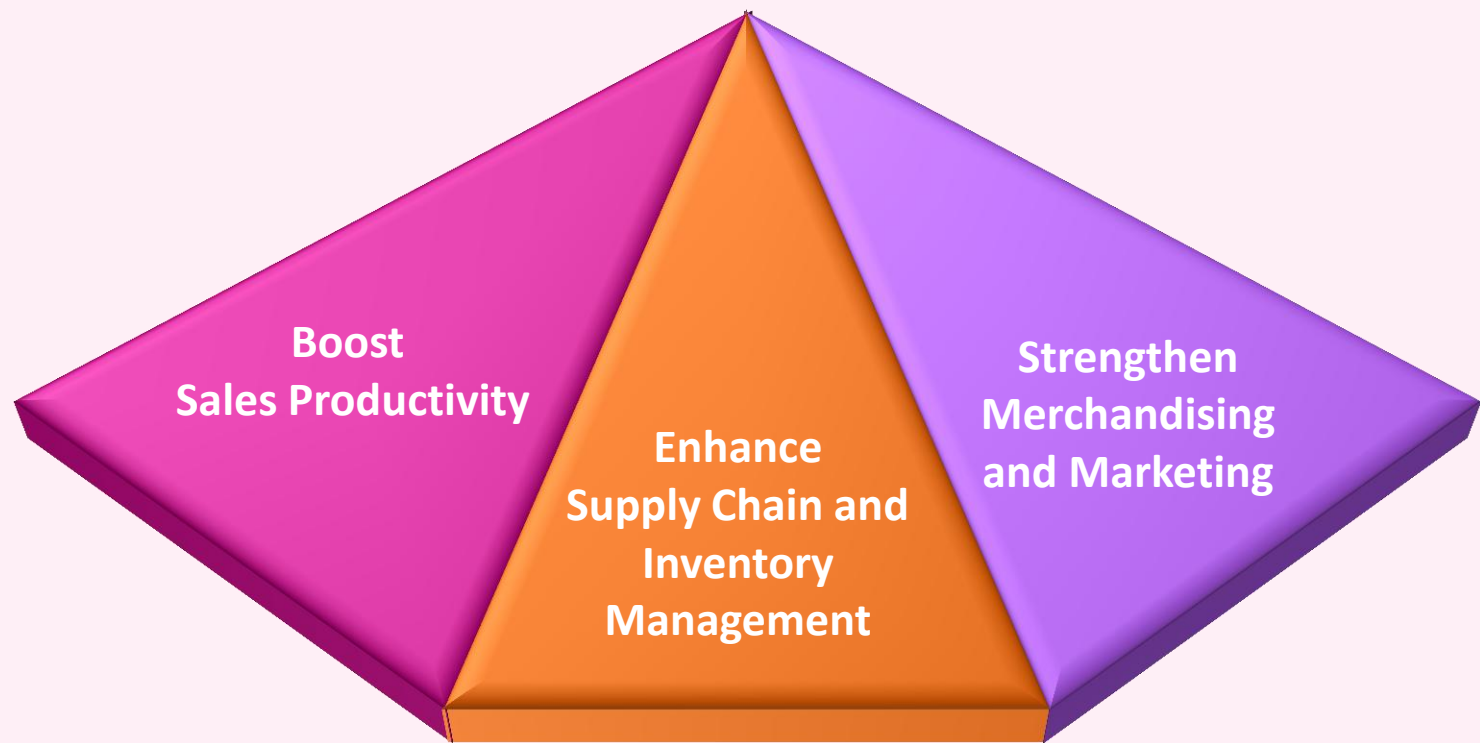 Boost
Sales Productivity
Enhance
Supply Chain and
Inventory
Management
Strengthen
Merchandising
and Marketing